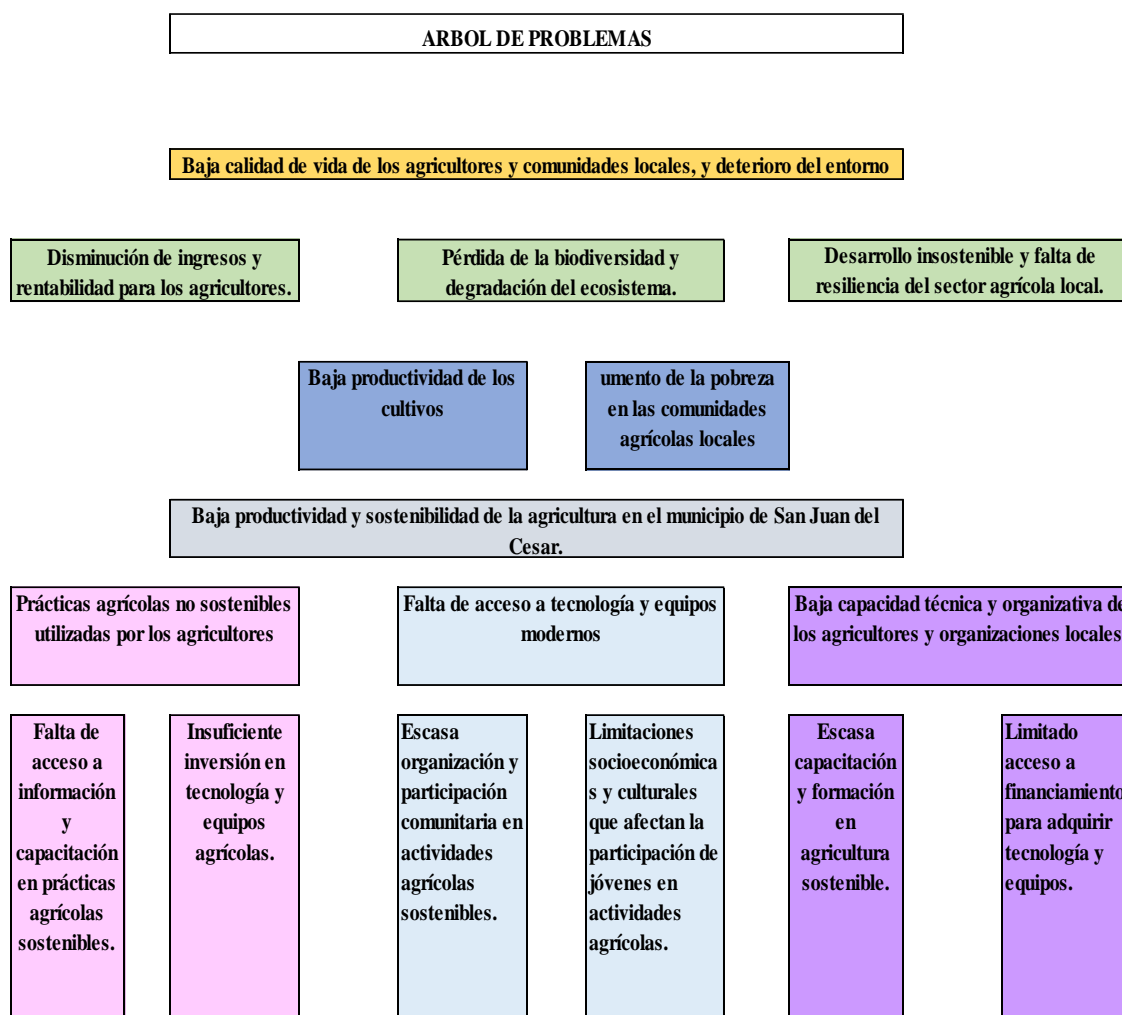 ARBOL DE PROBLEMAS
Baja calidad de vida de los agricultores y comunidades locales, y deterioro del entorno
Disminución de ingresos y
rentabilidad para los agricultores.
Pérdida de la biodiversidad y
degradación del ecosistema.
Desarrollo insostenible y falta de
resiliencia del sector agrícola local.
Baja productividad de los
cultivos
umento de la pobreza
en las comunidades
agrícolas locales
Baja productividad y sostenibilidad de la agricultura en el municipio de San Juan del
Cesar.
Prácticas agrícolas no sostenibles
utilizadas por los agricultores
Falta de acceso a tecnología y equipos
modernos
Baja capacidad técnica y organizativa de
los agricultores y organizaciones locales
Falta de
acceso a
información
y
capacitación
en prácticas
agrícolas
sostenibles.
Insuficiente
inversión en
tecnología y
equipos
agrícolas.
Escasa
organización y
participación
comunitaria en
actividades
agrícolas
sostenibles.
Limitaciones
socioeconómica
s y culturales
que afectan la
participación de
jóvenes en
actividades
agrícolas.
Escasa
capacitación
y formación
en
agricultura
sostenible.
Limitado
acceso a
financiamiento
para adquirir
tecnología y
equipos.